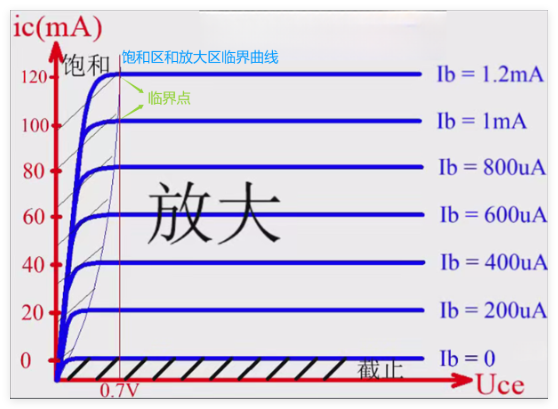 ic(mA)
饱和区和放大区临界曲线
饱和
120
Ib = 1.2mA
临界点
100
Ib = 1mA
80
Ib = 800uA
放大
60
Ib = 600uA
40
Ib = 400uA
20
Ib = 200uA
0
Ib = 0
截止
0.7V
Uce